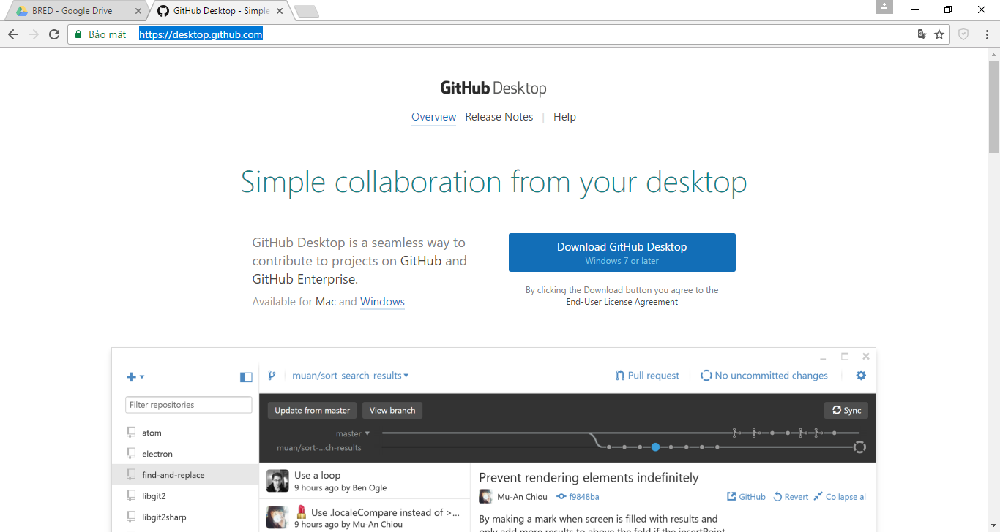 BRED - Google Drive
GitHub Desktop - Simple
Bảo mật
https://desktop.github.com
GitHub Desktop
Overview Release Notes | Help
Simple collaboration from your desktop
GitHub Desktop is a seamless way to
contribute to projects on GitHub and
GitHub Enterprise.
Available for Mac and Windows
Download GitHub Desktop
Windows 7 or later
By clicking the Download button you agree to the
End-User License Agreement
muan/sort-search-results
Pull request
No uncommitted changes
Filter repositories
atom
electron
find-and-replace
libgit2
libgit2sharp
Update from master
View branch
Sync
master
muan/sort-...ch-results
Use a loop
9 hours ago by Ben Ogle
Use .localeCompare instead of >...
9 hours ago by Mu-An Chiou
Prevent rendering elements indefinitely
Mu-An Chiou f9848ba
GitHub Revert Collapse all
By making a mark when screen is filled with results and
only add more results to above the fold if the insertPoint